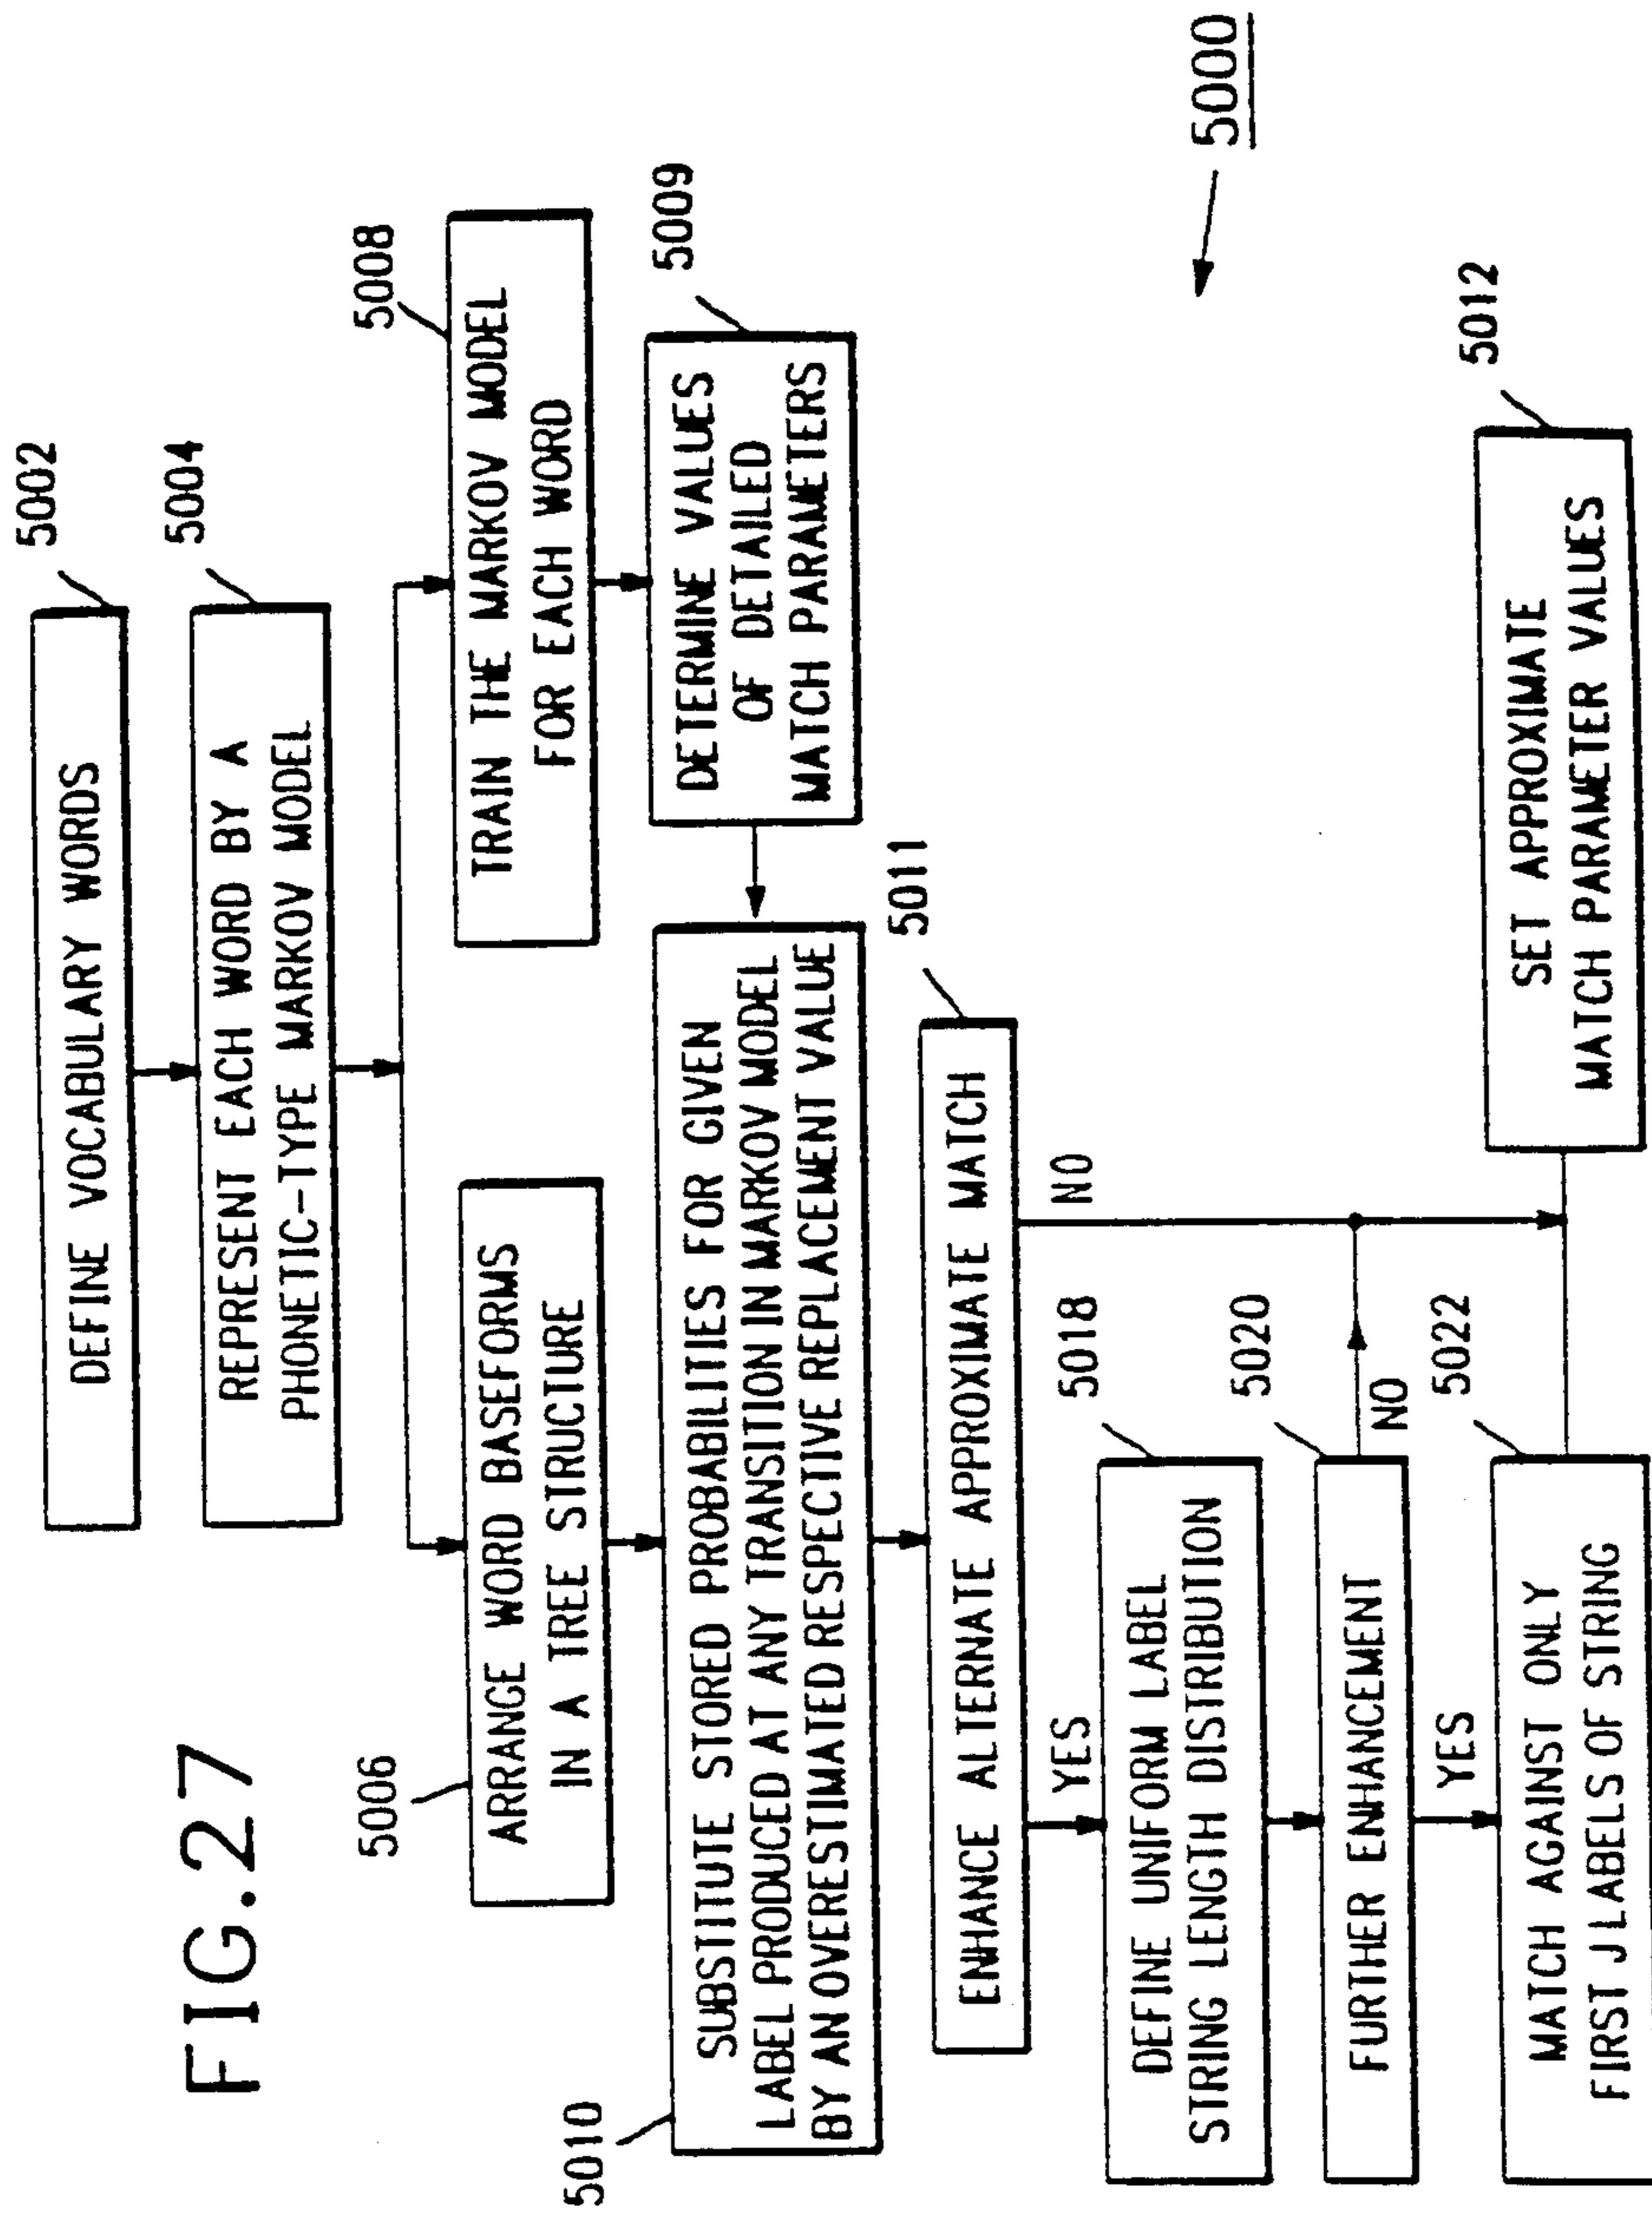 FIG.27
5002
DEFINE VOCABULARY WORDS
5004
REPRESENT EACH WORD BY A
PHONETIC-TYPE MARKOV MODEL
5006
ARRANGE WORD BASEFORMS
IN A TREE STRUCTURE
5008
TRAIN THE MARKOV MODEL
FOR EACH WORD
5009
DETERMINE VALUES
OF DETAILED
MATCH PARAMETERS
5010
SUBSTITUTE STORED PROBABILITIES FOR GIVEN
LABEL PRODUCED AT ANY TRANSITION IN MARKOV MODEL
BY AN OVERESTIMATED RESPECTIVE REPLACEMENT VALUE
5011
ENHANCE ALTERNATE APPROXIMATE MATCH
YES
NO
5018
DEFINE UNIFORM LABEL
STRING LENGTH DISTRIBUTION
5020
FURTHER ENHANCEMENT
NO
YES
5022
MATCH AGAINST ONLY
FIRST J LABELS OF STRING
5012
SET APPROXIMATE
MATCH PARAMETER VALUES
5000